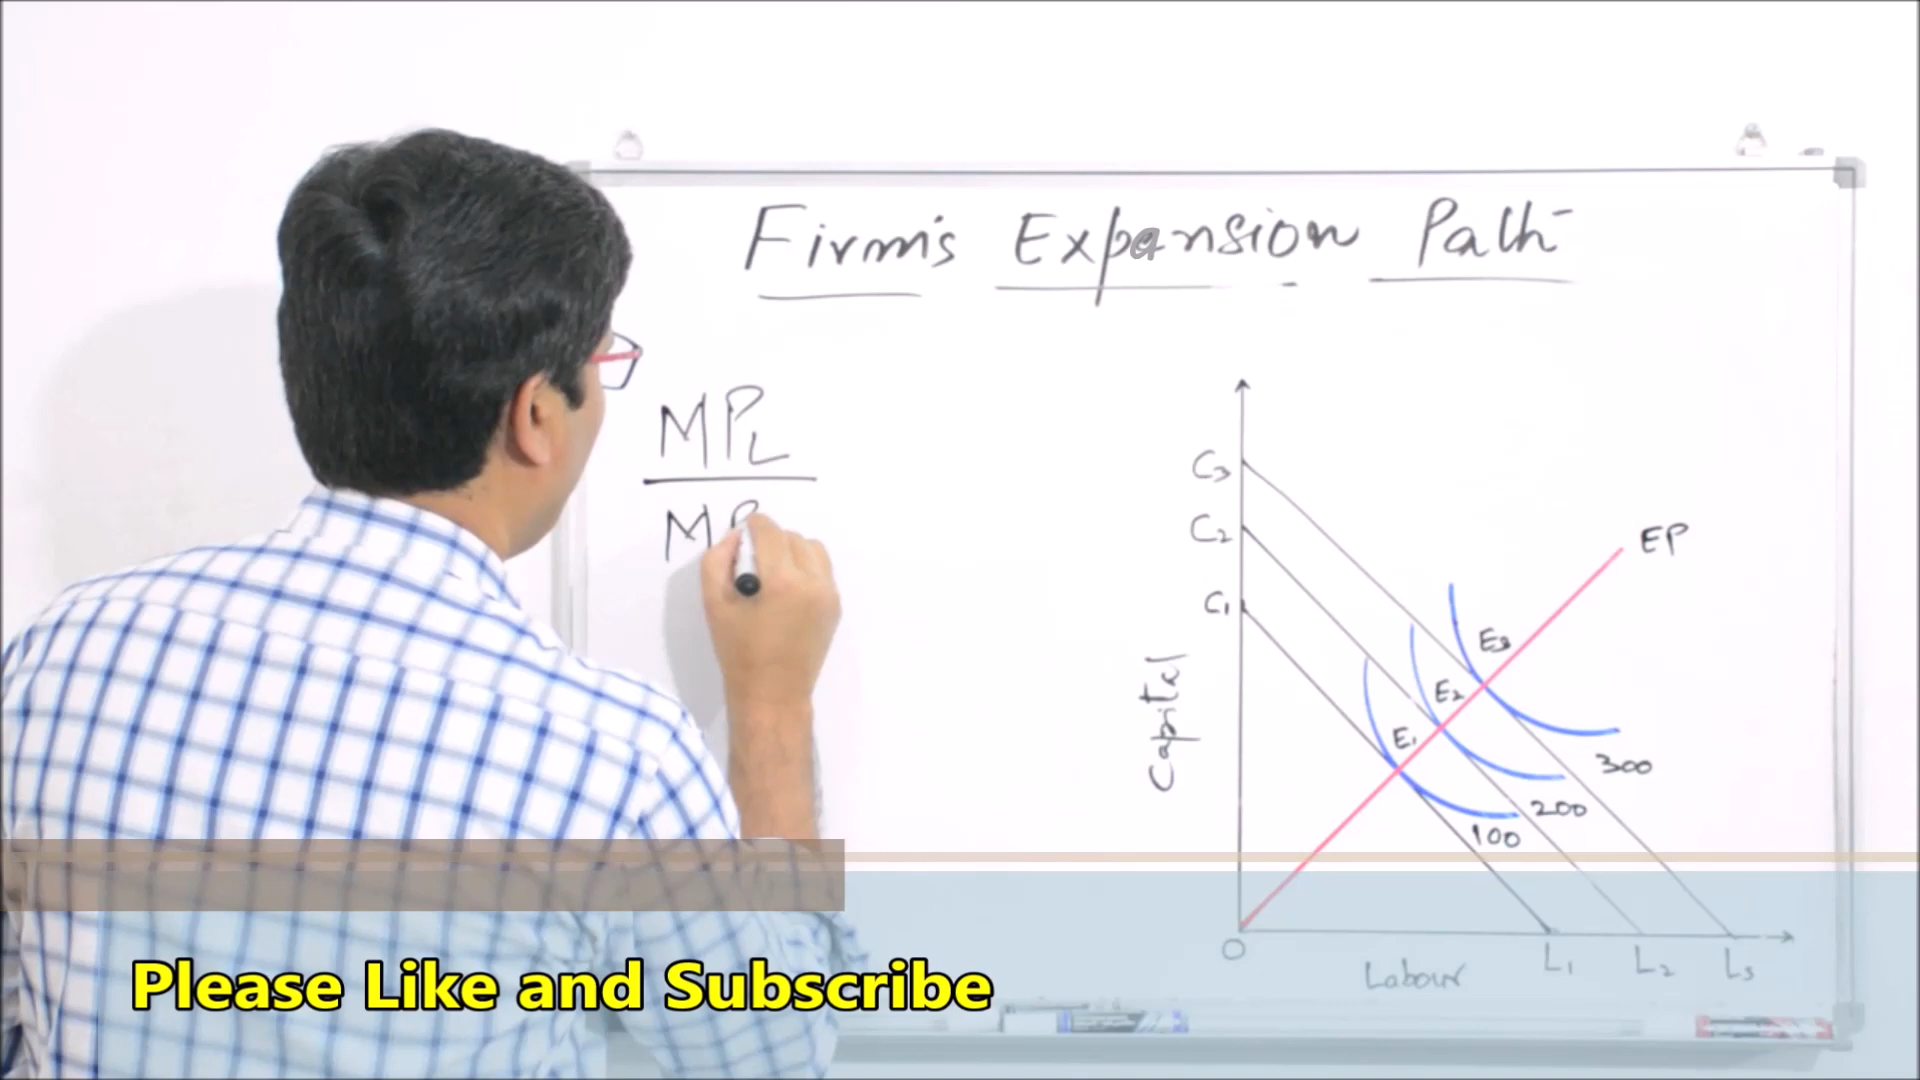 Firm's Expansion Path
MPL
MP
C3
C2
C1
Capital
EP
E3
E2
E1
300
200
100
O
Labour
L1
L2
L3
Please Like and Subscribe